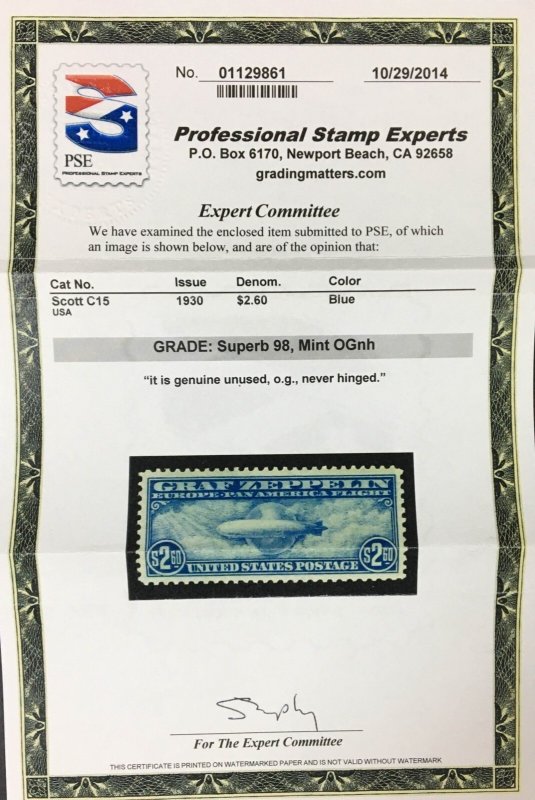 No. 01129861 10/29/2014
PSE
PROFESSIONAL STAMP EXPERTS
Professional Stamp Experts
P.O. Box 6170, Newport Beach, CA 92658
gradingmatters.com
Expert Committee
We have examined the enclosed item submitted to PSE, of which
an image is shown below, and are of the opinion that:
Cat No. Issue Denom. Color
Scott C15 1930 $2.60 Blue
USA
GRADE: Superb 98, Mint OGnh
“it is genuine unused, o.g., never hinged.”
GRAF ZEPPELIN
EUROPE-PAN AMERICA FLIGHT
$2.60 $2.60
UNITED STATES POSTAGE
For The Expert Committee
THIS CERTIFICATE IS PRINTED ON WATERMARKED PAPER AND IS NOT VALID WITHOUT WATERMARK